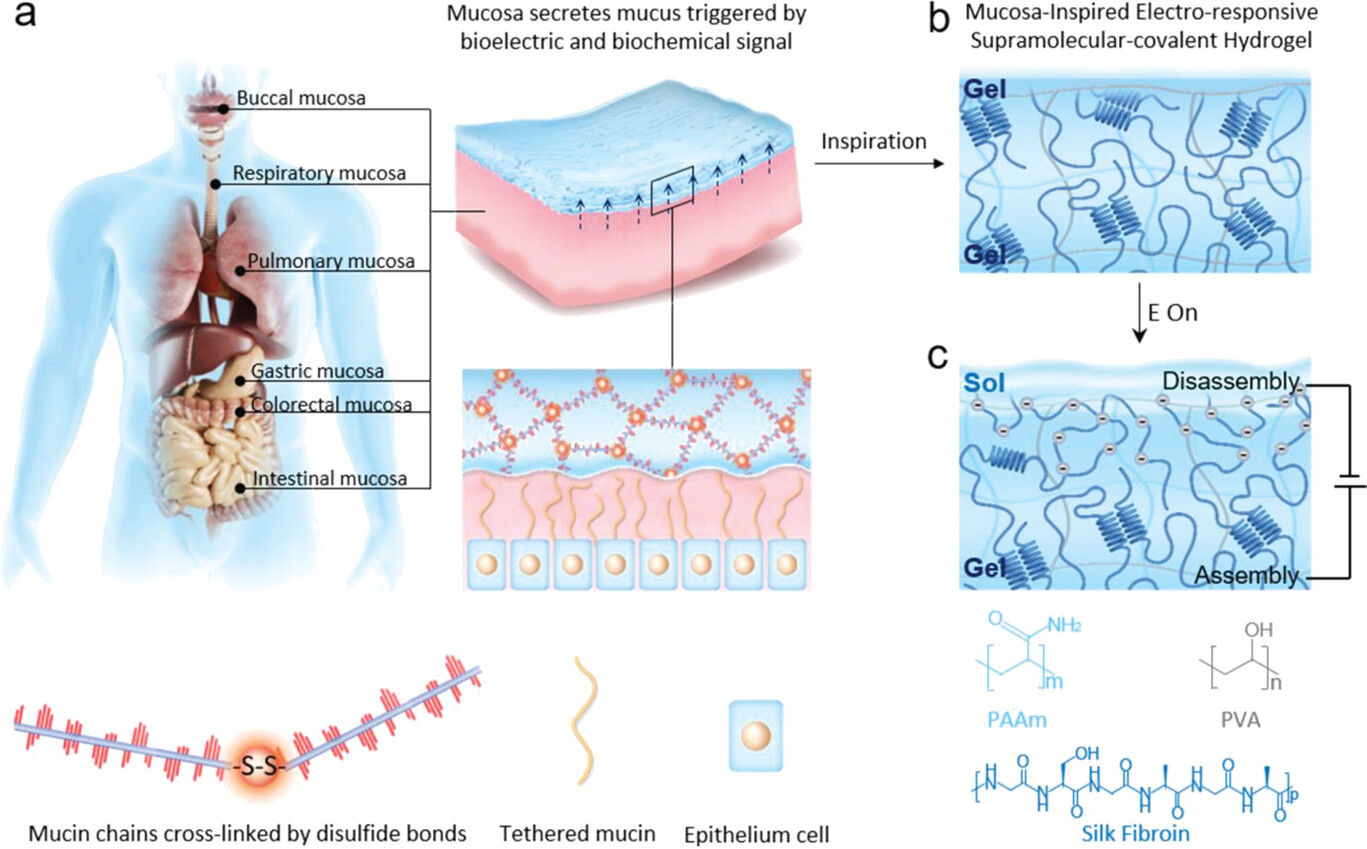 a
Mucosa secretes mucus triggered by
bioelectric and biochemical signal
Buccal mucosa
Respiratory mucosa
Pulmonary mucosa
Gastric mucosa
Colorectal mucosa
Intestinal mucosa
Inspiration
b
Mucosa-Inspired Electro-responsive
Supramolecular-covalent Hydrogel
Gel
Gel
E On
c
Sol
Disassembly
Gel
Assembly
-S-S-
Mucin chains cross-linked by disulfide bonds
Tethered mucin
Epithelium cell
O
NH2
m
PAAm
OH
n
PVA
H
N
O
N
H
OH
O
H
N
O
N
H
O
H
N
O
N
H
O
p
Silk Fibroin